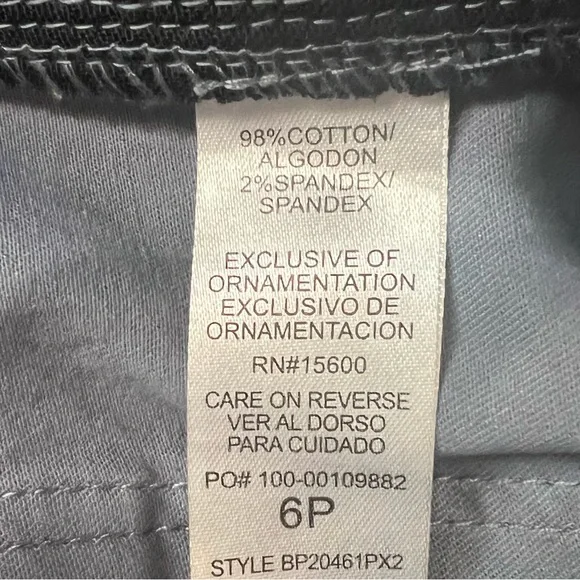 98%COTTON/
ALGODON
2%SPANDEX/
SPANDEX
EXCLUSIVE OF
ORNAMENTATION
EXCLUSIVO DE
ORNAMENTACION
RN#15600
CARE ON REVERSE
VER AL DORSO
PARA CUIDADO
PO# 100-00109882
6P
STYLE BP20461PX2